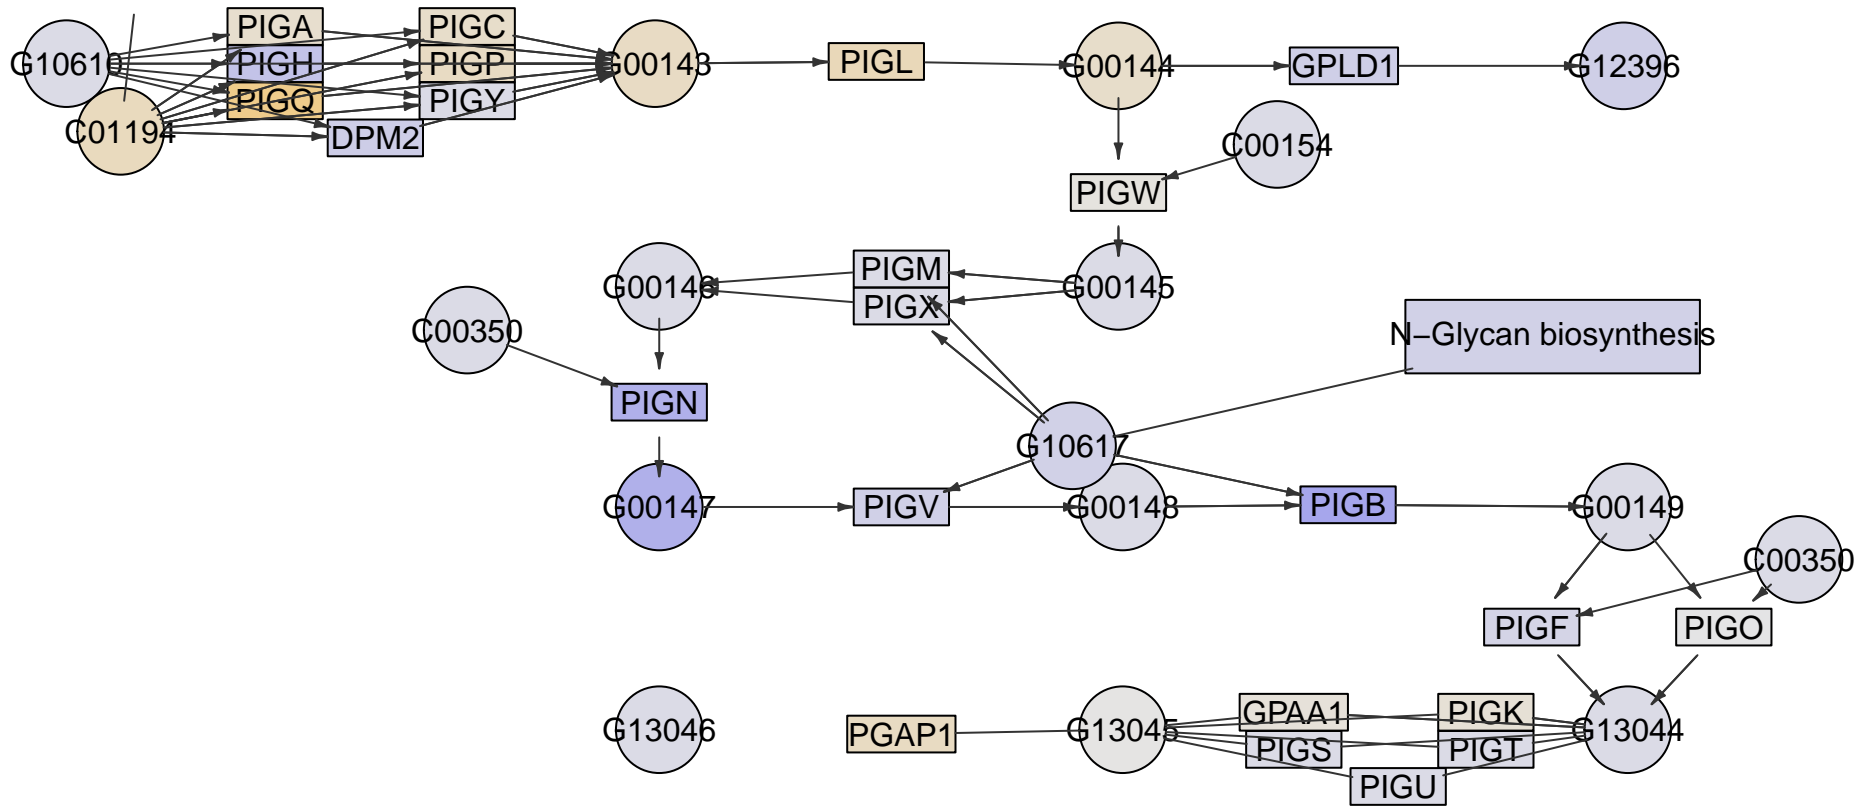 PIGA
PIGC
G10610
PIGH
PIGP
G00143
PIGL
G00144
GPLD1
G12396
PIGQ
PIGY
C01194
DPM2
C00154
PIGW
G00146
PIGM
G00145
PIGX
C00350
N−Glycan biosynthesis
PIGN
G10617
G00147
PIGV
G00148
PIGB
G00149
C00350
PIGF
PIGO
G13046
PGAP1
G13045
GPAA1
PIGK
G13044
PIGS
PIGT
PIGU